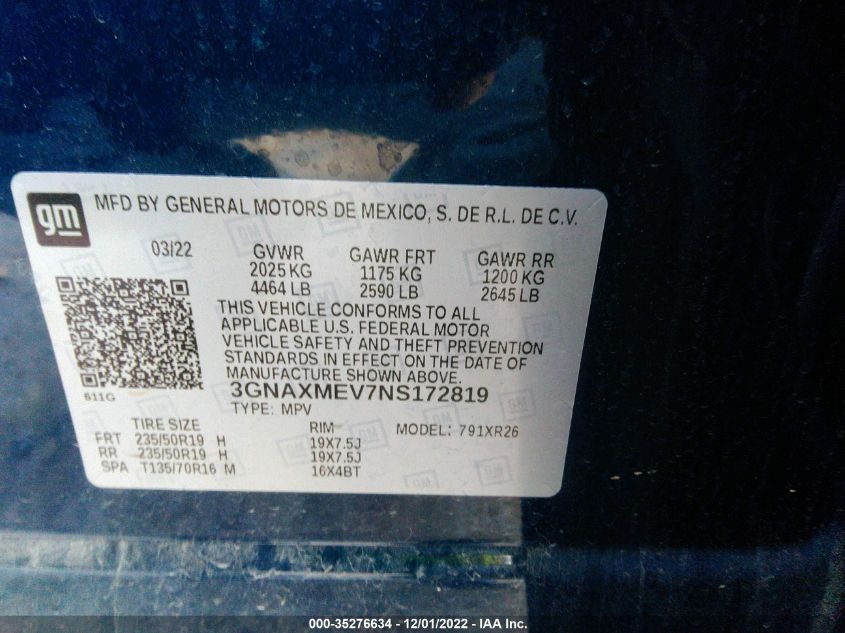 gm
MFD BY GENERAL MOTORS DE MEXICO, S. DE R.L. DE C.V.
03/22 GVWR GAWR FRT GAWR RR
2025 KG 1175 KG 1200 KG
4464 LB 2590 LB 2645 LB
THIS VEHICLE CONFORMS TO ALL
APPLICABLE U.S. FEDERAL MOTOR
VEHICLE SAFETY AND THEFT PREVENTION
STANDARDS IN EFFECT ON THE DATE OF
MANUFACTURE SHOWN ABOVE.
611G 3GNAXMEV7NS172819
TYPE: MPV
TIRE SIZE RIM MODEL: 791XR26
FRT 235/50R19 H 19X7.5J
RR 235/50R19 H 19X7.5J
SPA T135/70R16 M 16X4BT
000-35276634 - 12/01/2022 - IAA Inc.